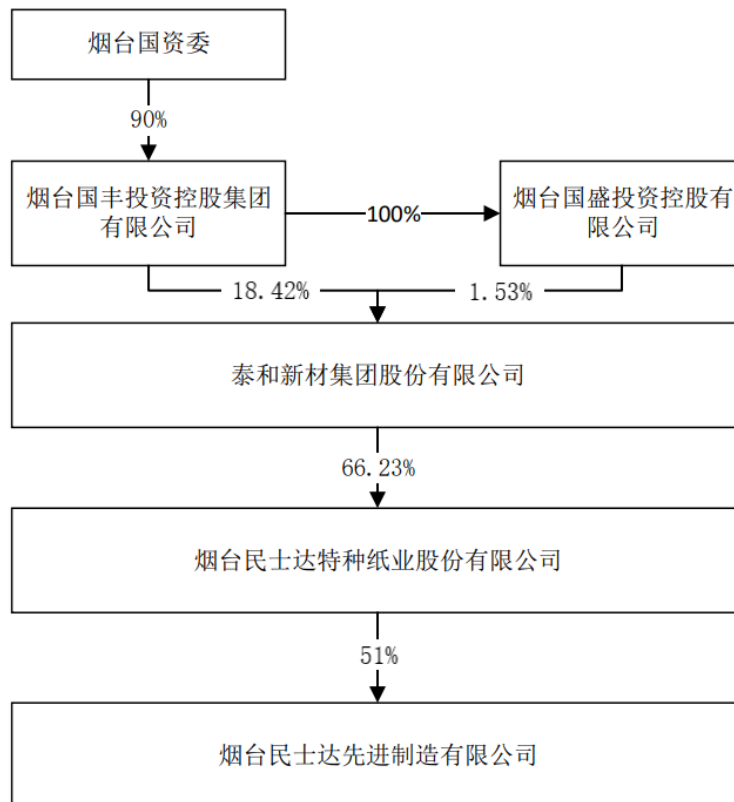 烟台国资委
90%
烟台国丰投资控股集团
有限公司
100%
烟台国盛投资控股有
限公司
18.42%
1.53%
泰和新材集团股份有限公司
66.23%
烟台民士达特种纸业股份有限公司
51%
烟台民士达先进制造有限公司